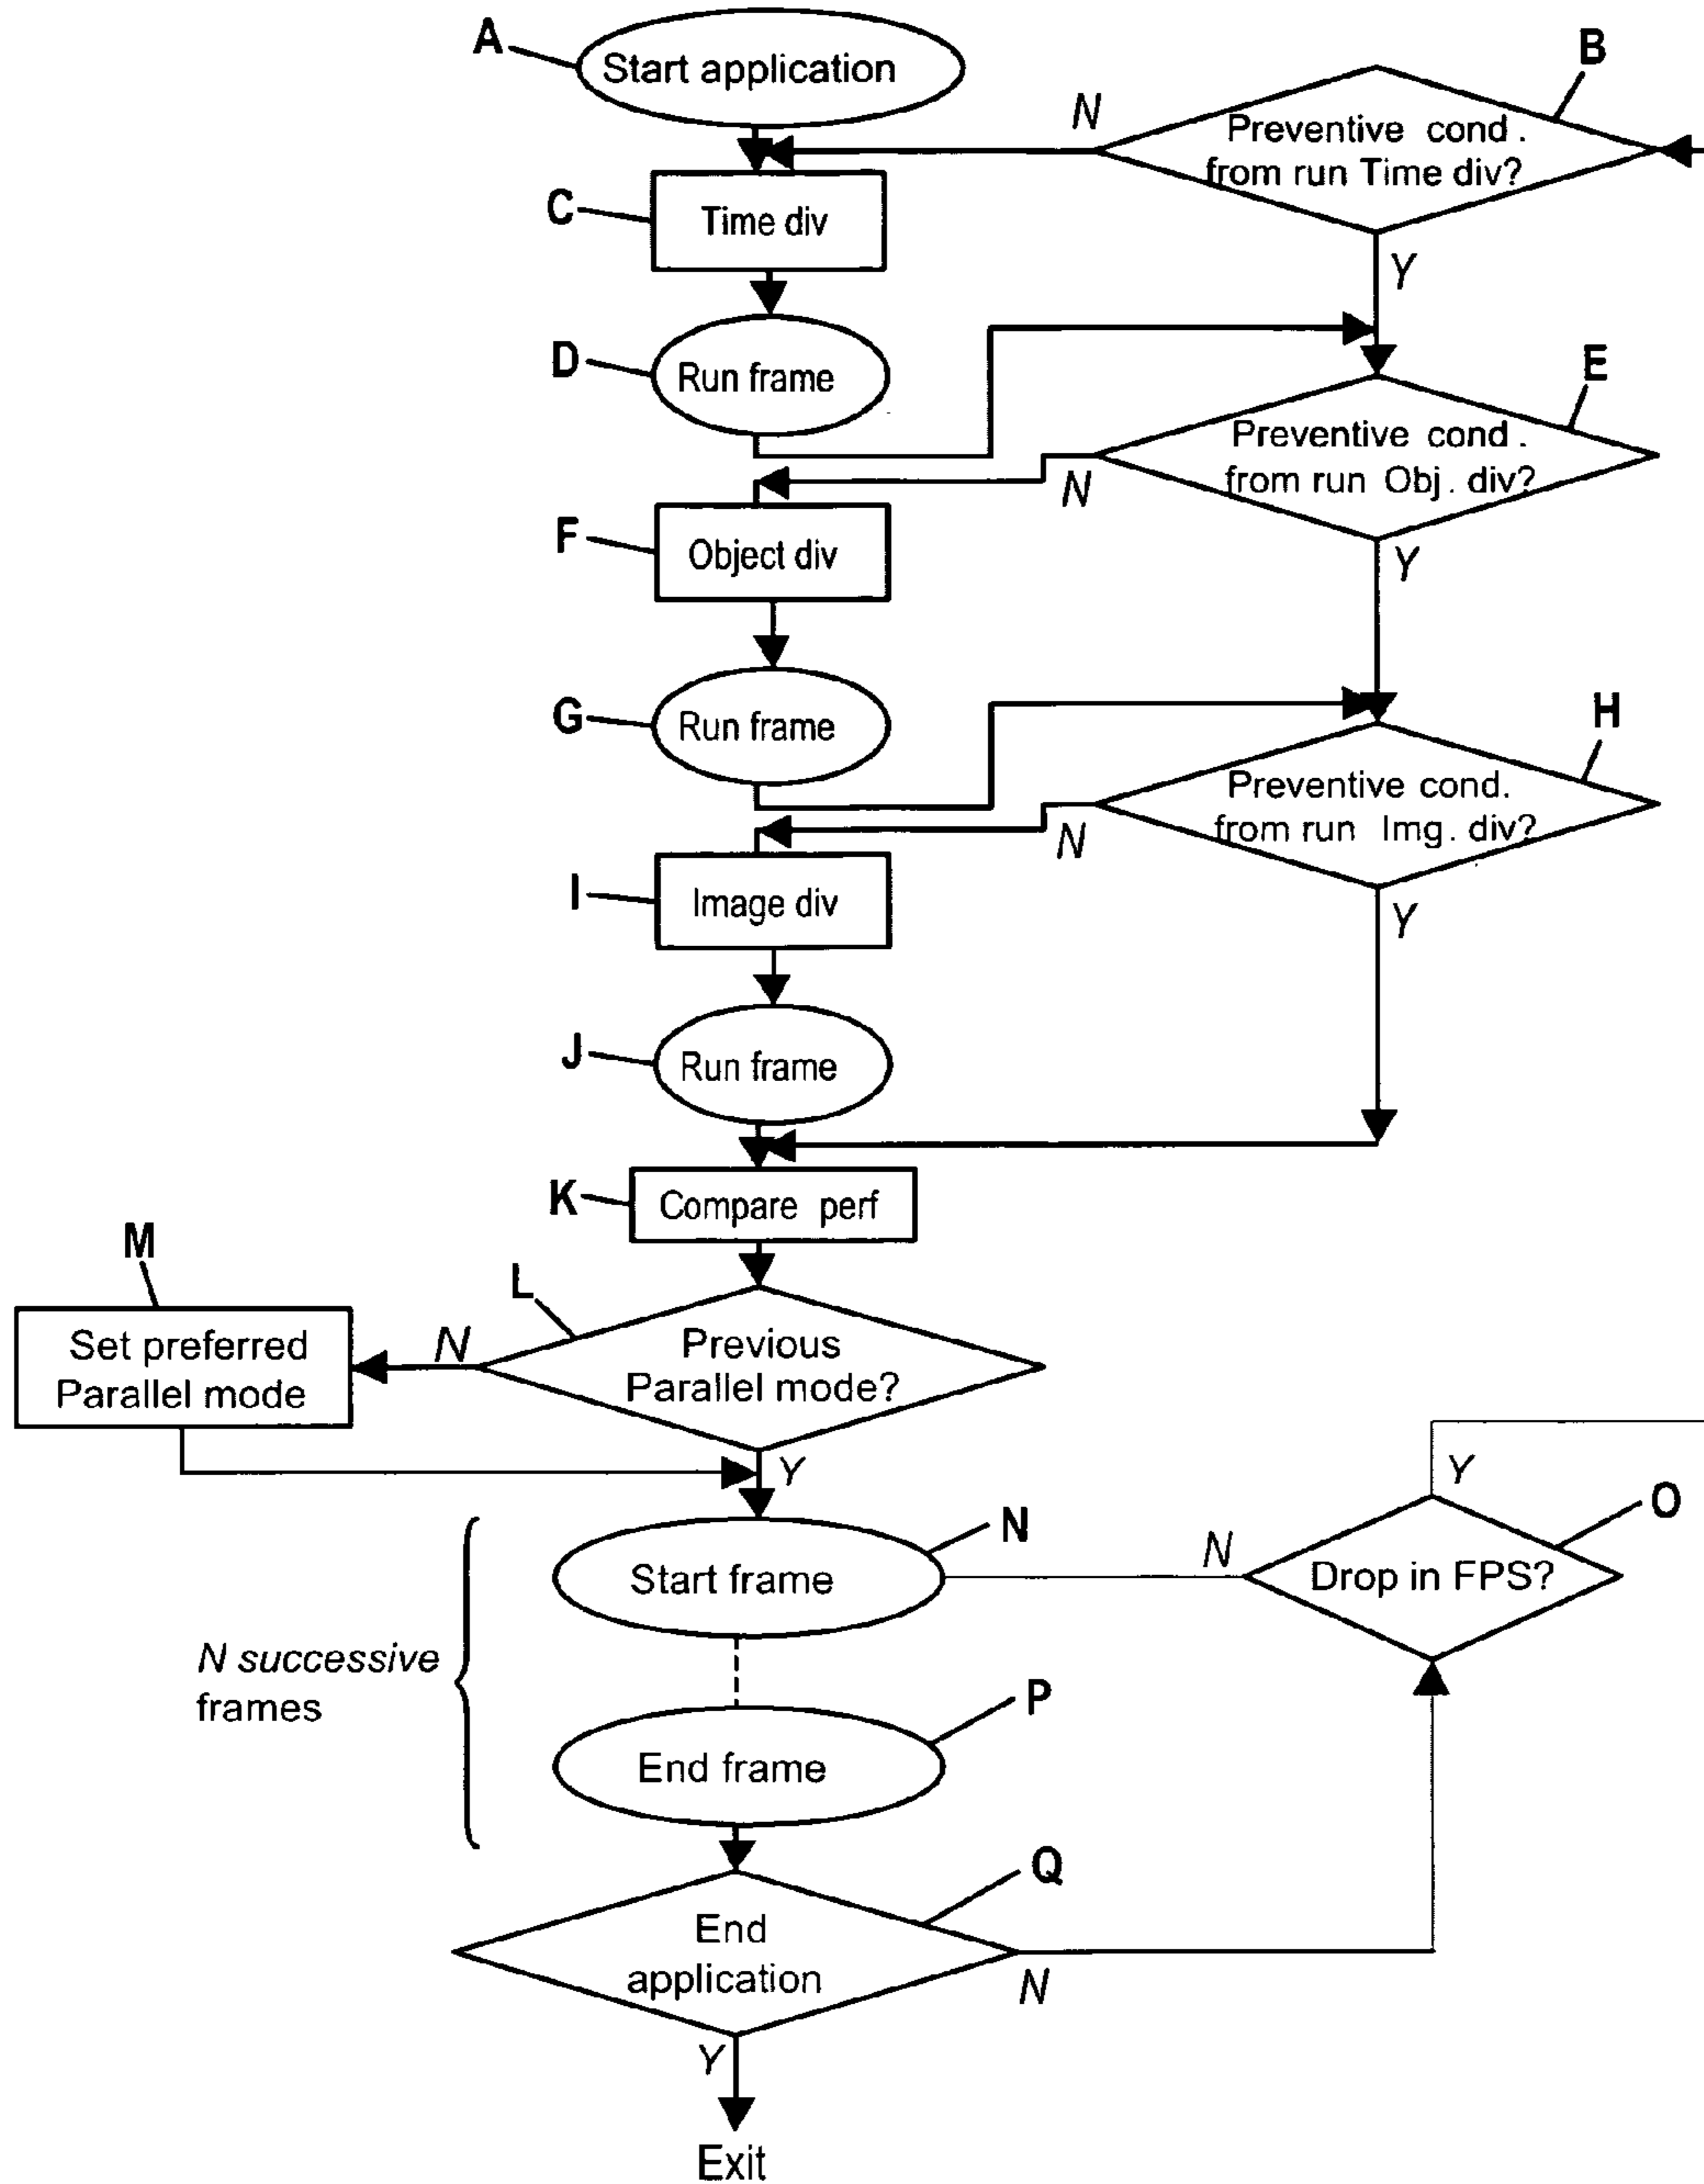 A
Start application
B
N
Preventive cond.
from run Time div?
C
Time div
Y
D
Run frame
E
Preventive cond.
from run Obj. div?
N
F
Object div
Y
G
Run frame
H
Preventive cond.
from run Img. div?
N
I
Image div
Y
J
Run frame
K
Compare perf
M
L
Set preferred
Parallel mode
N
Previous
Parallel mode?
Y
Y
O
N
Start frame
N
Drop in FPS?
N successive
frames
P
End frame
Q
End
application
N
Y
Exit